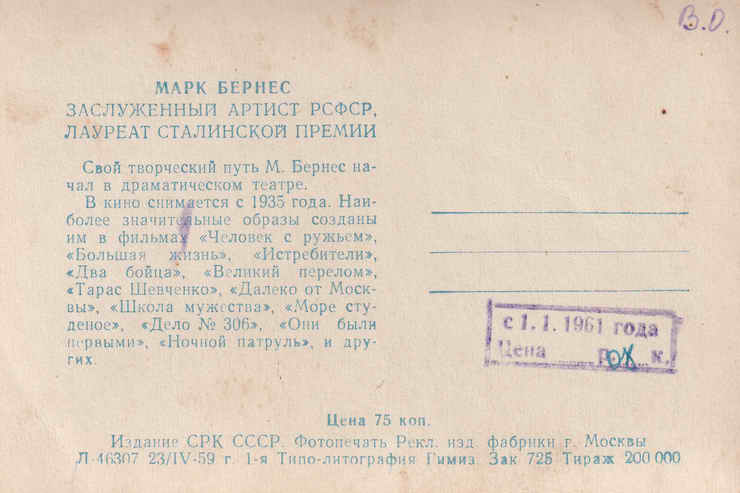 В.О.
МАРК БЕРНЕС
ЗАСЛУЖЕННЫЙ АРТИСТ РСФСР,
ЛАУРЕАТ СТАЛИНСКОЙ ПРЕМИИ
Свой творческий путь М. Бернес на-
чал в драматическом театре.
В кино снимается с 1935 года. Наи-
более значительные образы созданы
им в фильмах «Человек с ружьем»,
«Большая жизнь», «Истребители»,
«Два бойца», «Великий перелом»,
«Тарас Шевченко», «Далеко от Моск-
вы», «Школа мужества», «Море сту-
деное», «Дело № 306», «Они были
первыми», «Ночной патруль», и дру-
гих.
с 1.1.1961 года
Цена р. к.
Цена 75 коп.
Издание СРК СССР. Фотопечать Рекл. изд. фабрики г. Москвы
Л-46307 23/IV-59 г. 1-я Типо-литография Гимиз. Зак 725 Тираж 200 000